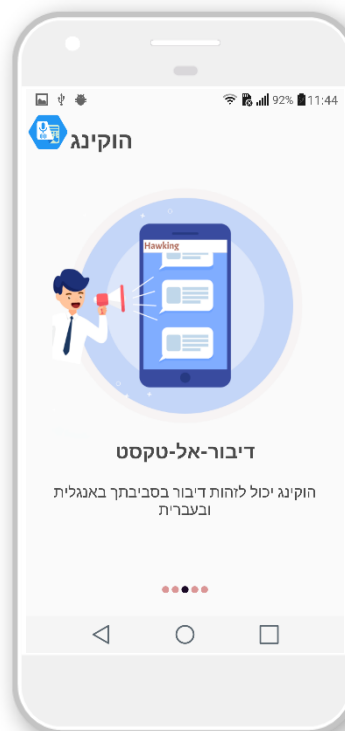 92% 11:44
הוקינג
Hawking
דיבור-אל-טקסט
הוקינג יכול לזהות דיבור בסביבתך באנגלית
ובעברית